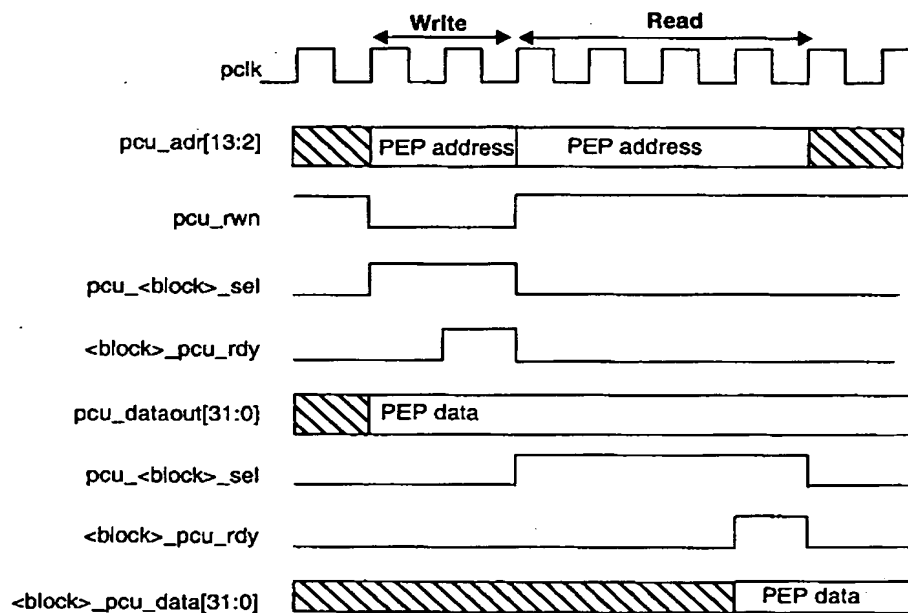 Write
Read
pclk
pcu_adr[13:2]
PEP address
PEP address
pcu_rwn
pcu_<block>_sel
<block>_pcu_rdy
pcu_dataout[31:0]
PEP data
pcu_<block>_sel
<block>_pcu_rdy
<block>_pcu_data[31:0]
PEP data